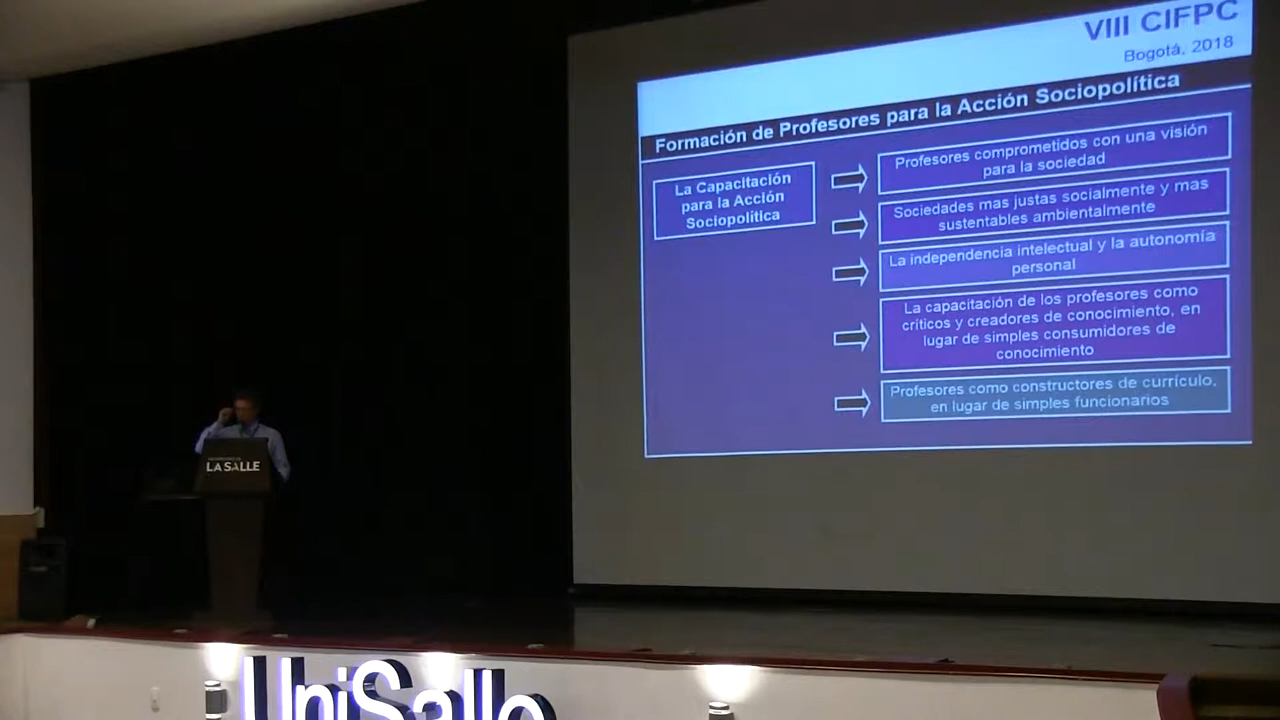 VIII CIFPC
Bogotá, 2018
Formación de Profesores para la Acción Sociopolítica
La Capacitación
para la Acción
Sociopolítica
Profesores comprometidos con una visión
para la sociedad
Sociedades mas justas socialmente y mas
sustentables ambientalmente
La independencia intelectual y la autonomía
personal
La capacitación de los profesores como
críticos y creadores de conocimiento, en
lugar de simples consumidores de
conocimiento
Profesores como constructores de currículo,
en lugar de simples funcionarios
LA SALLE
UniSalle